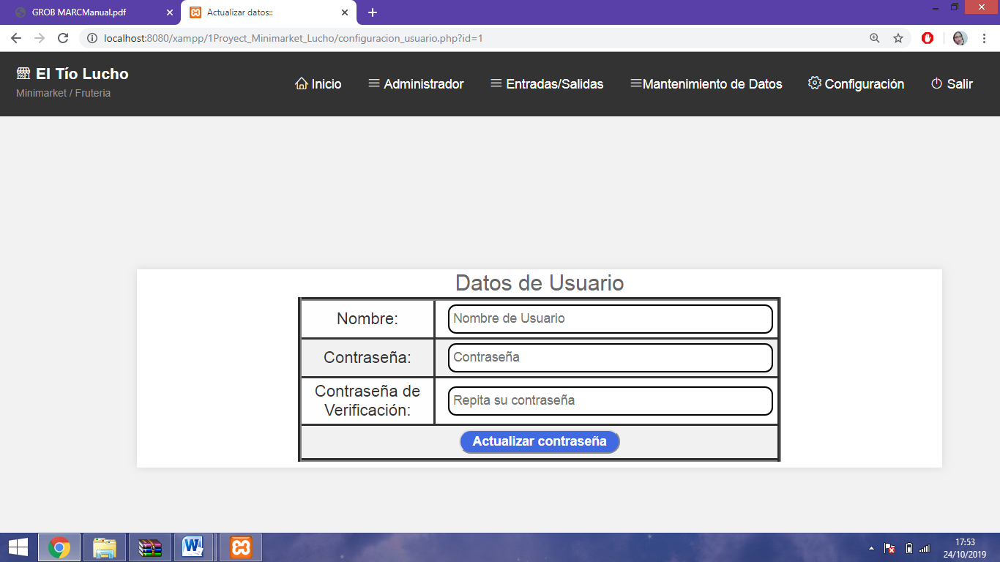 GROB MARCManual.pdf
Actualizar datos::
localhost:8080/xampp/1Proyect_Minimarket_Lucho/configuracion_usuario.php?id=1
El Tío Lucho
Minimarket / Fruteria
Inicio
Administrador
Entradas/Salidas
Mantenimiento de Datos
Configuración
Salir
Datos de Usuario
Nombre:
Nombre de Usuario
Contraseña:
Contraseña
Contraseña de
Verificación:
Repita su contraseña
Actualizar contraseña
17:53
24/10/2019